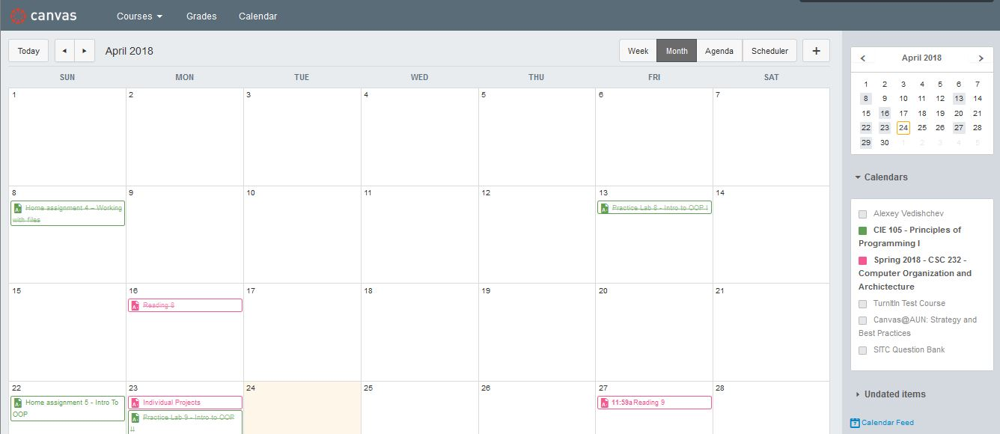 canvas Courses Grades Calendar
Today April 2018 Week Month Agenda Scheduler +
SUN MON TUE WED THU FRI SAT
1 2 3 4 5 6 7
8 9 10 11 12 13 14
Home assignment 4 – Working
with files
Practice Lab 8 - Intro to OOP I
15 16 17 18 19 20 21
Reading 8
22 23 24 25 26 27 28
Home assignment 5 - Intro To
OOP
Individual Projects
Practice Lab 9 - Intro to OOP
II
11:59a Reading 9
April 2018
1 2 3 4 5 6 7
8 9 10 11 12 13 14
15 16 17 18 19 20 21
22 23 24 25 26 27 28
29 30 1 2 3 4 5
Calendars
Alexey Vedishchev
CIE 105 - Principles of
Programming I
Spring 2018 - CSC 232 -
Computer Organization and
Archictecture
TurnItIn Test Course
Canvas@AUN: Strategy and
Best Practices
SITC Question Bank
Undated items
7 Calendar Feed